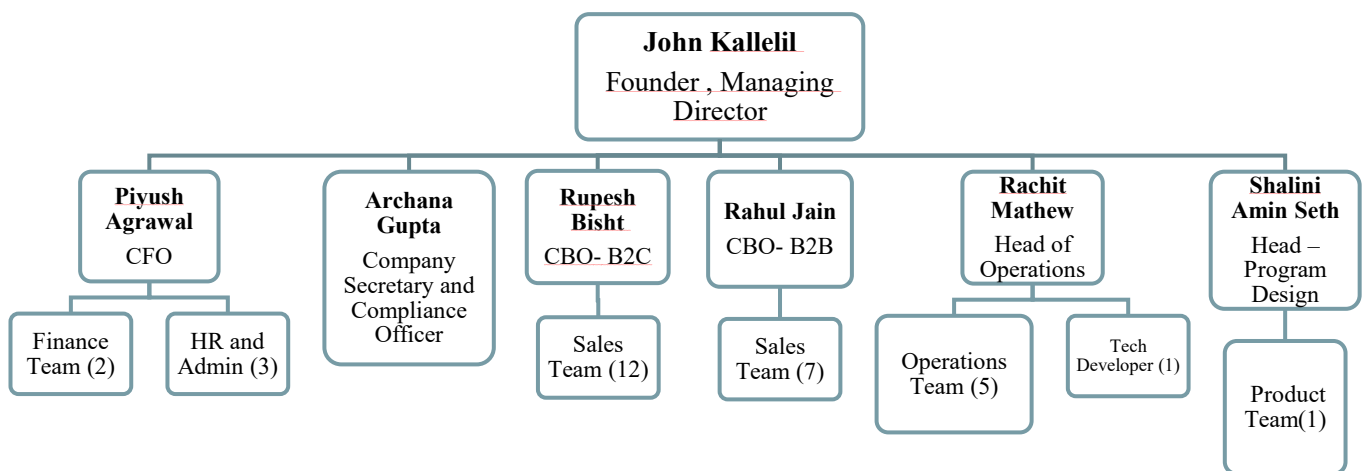 John Kallelil
Founder , Managing
Director
Piyush
Agrawal
CFO
Archana
Gupta
Company
Secretary and
Compliance
Officer
Rupesh
Bisht
CBO- B2C
Rahul Jain
CBO- B2B
Rachit
Mathew
Head of
Operations
Shalini
Amin Seth
Head –
Program
Design
Finance
Team (2)
HR and
Admin (3)
Sales
Team (12)
Sales
Team (7)
Operations
Team (5)
Tech
Developer (1)
Product
Team(1)